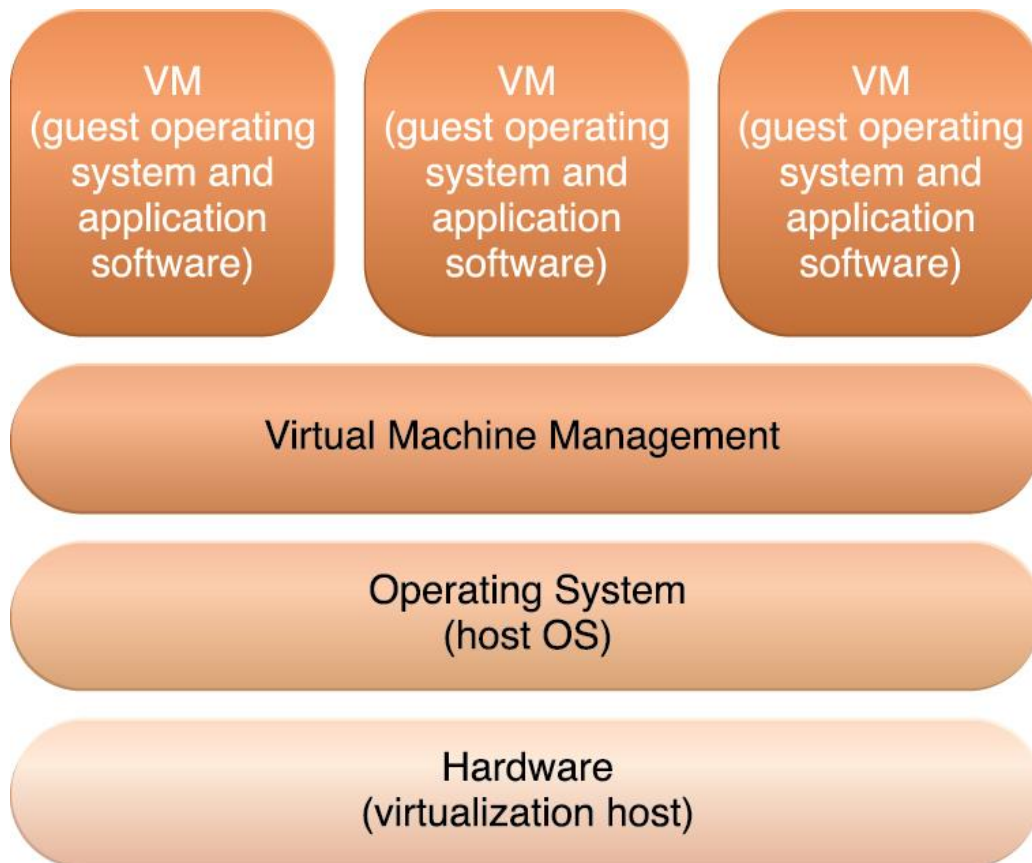 VM
(guest operating
system and
application
software)
VM
(guest operating
system and
application
software)
VM
(guest operating
system and
application
software)
Virtual Machine Management
Operating System
(host OS)
Hardware
(virtualization host)